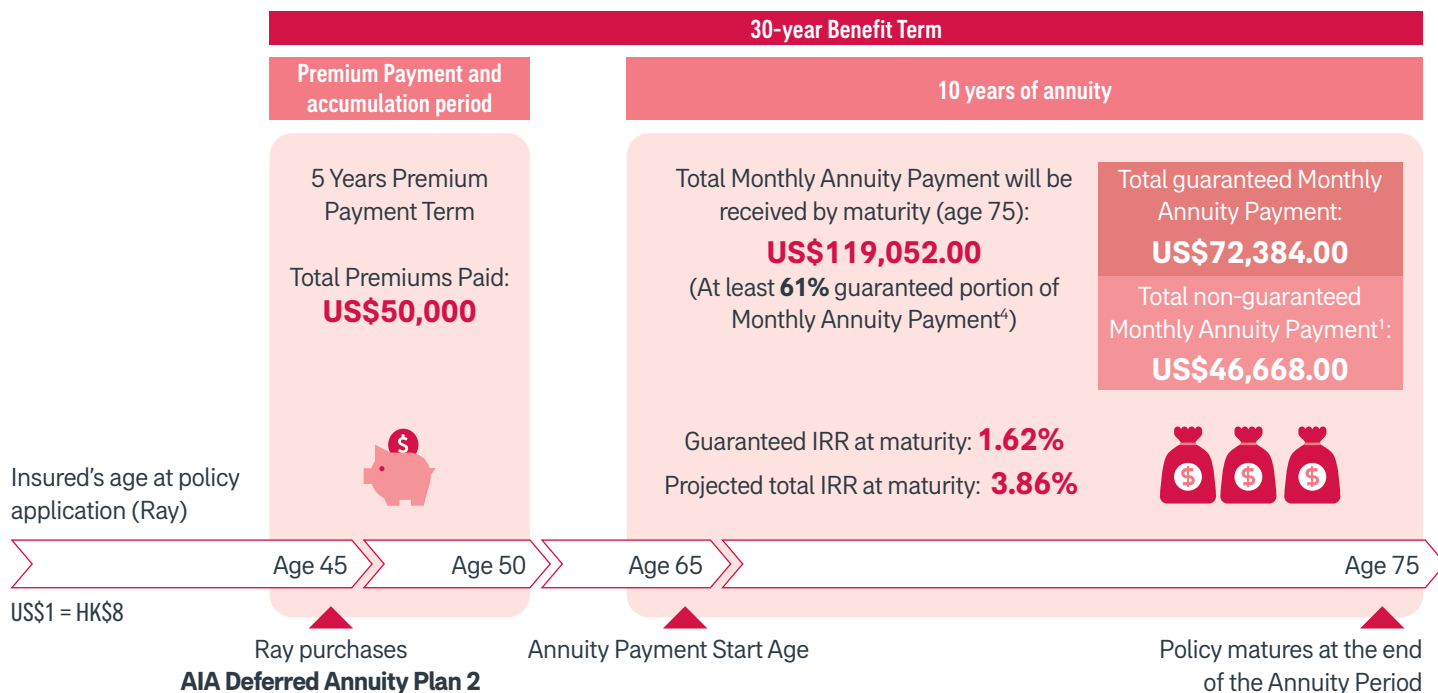 30-year Benefit Term
Premium Payment and
accumulation period
10 years of annuity
5 Years Premium
Payment Term
Total Premiums Paid:
US$50,000
Total Monthly Annuity Payment will be
received by maturity (age 75):
US$119,052.00
(At least 61% guaranteed portion of
Monthly Annuity Payment⁴)
Total guaranteed Monthly
Annuity Payment:
US$72,384.00
Total non-guaranteed
Monthly Annuity Payment¹:
US$46,668.00
Guaranteed IRR at maturity: 1.62%
Projected total IRR at maturity: 3.86%
$
$ $ $
Insured's age at policy
application (Ray)
Age 45
Age 50
Age 65
Age 75
US$1 = HK$8
Ray purchases
AIA Deferred Annuity Plan 2
Annuity Payment Start Age
Policy matures at the end
of the Annuity Period